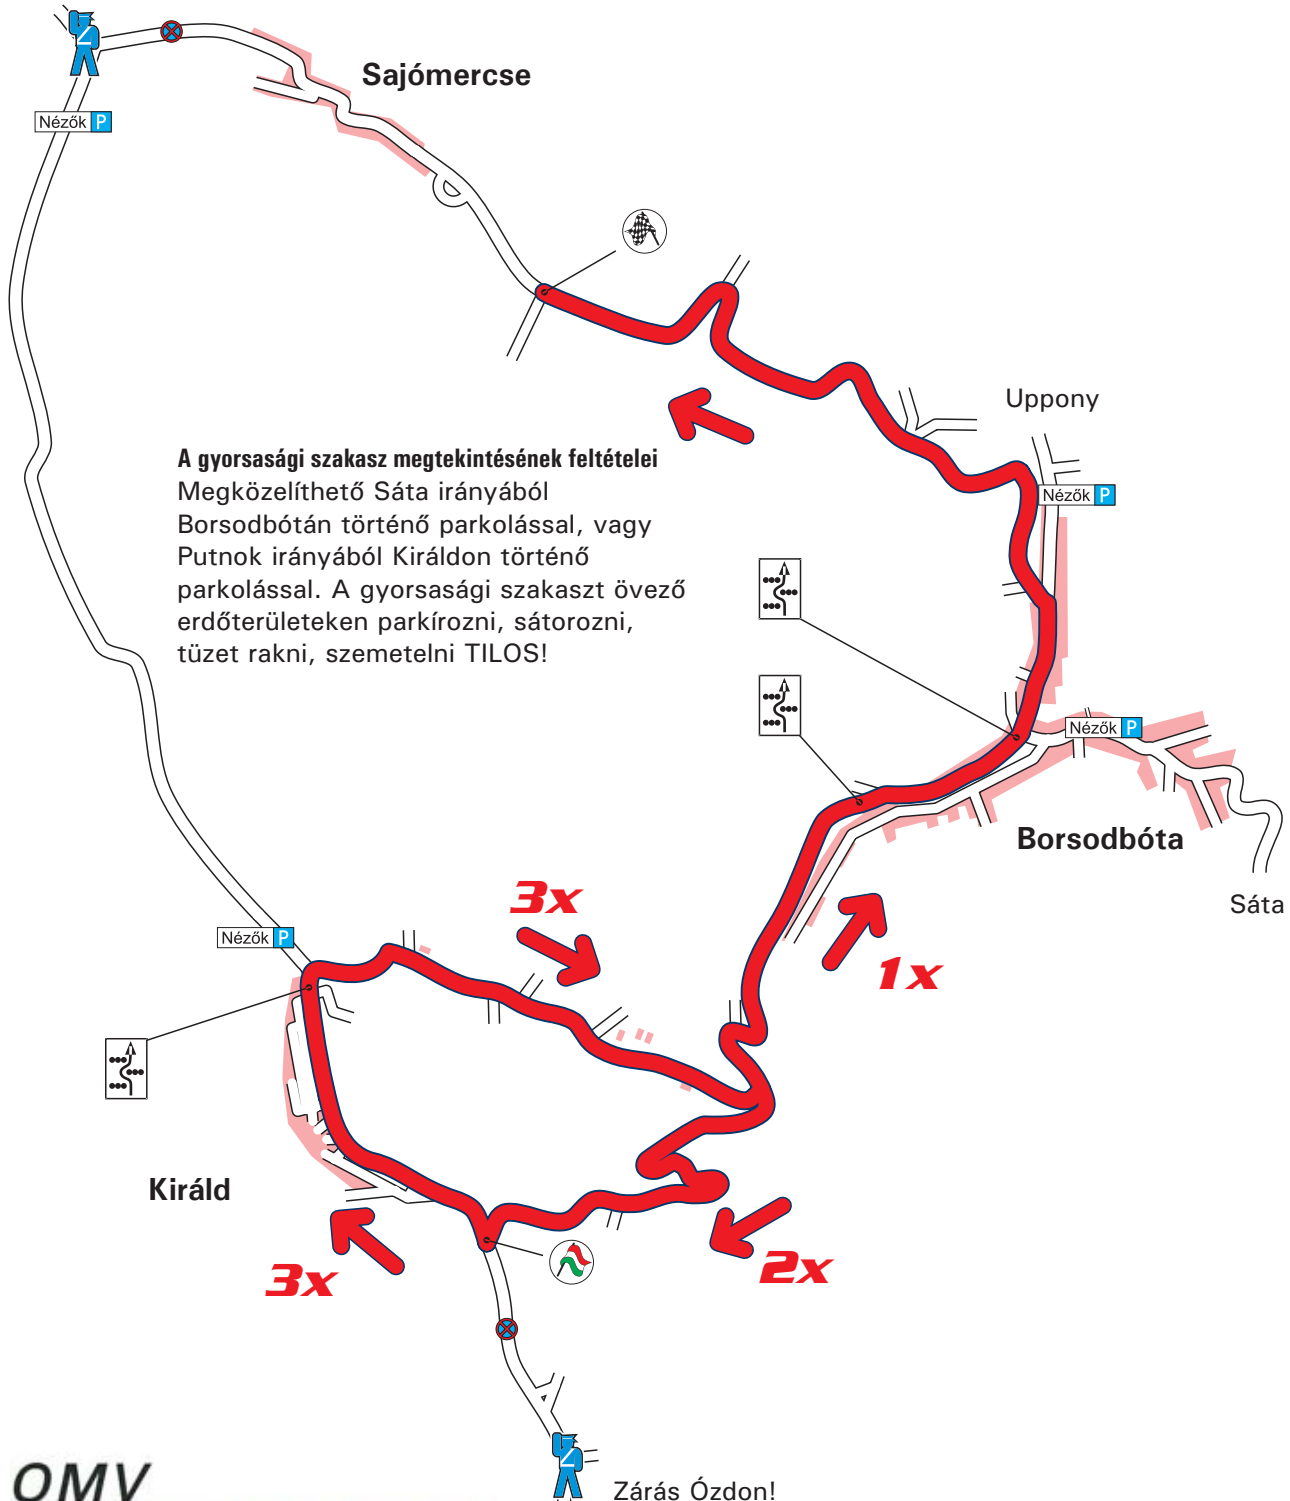 Sajómercse
Nézők P
Uppony
A gyorsasági szakasz megtekintésének feltételei
Megközelíthető Sáta irányából
Borsodbótán történő parkolással, vagy
Putnok irányából Királdon történő
parkolással. A gyorsasági szakaszt övező
erdőterületeken parkírozni, sátorozni,
tüzet rakni, szemetelni TILOS!
Nézők P
Nézők P
Borsodbóta
Sáta
3x
Nézők P
1x
Királd
3x
2x
OMV
Zárás Ózdon!